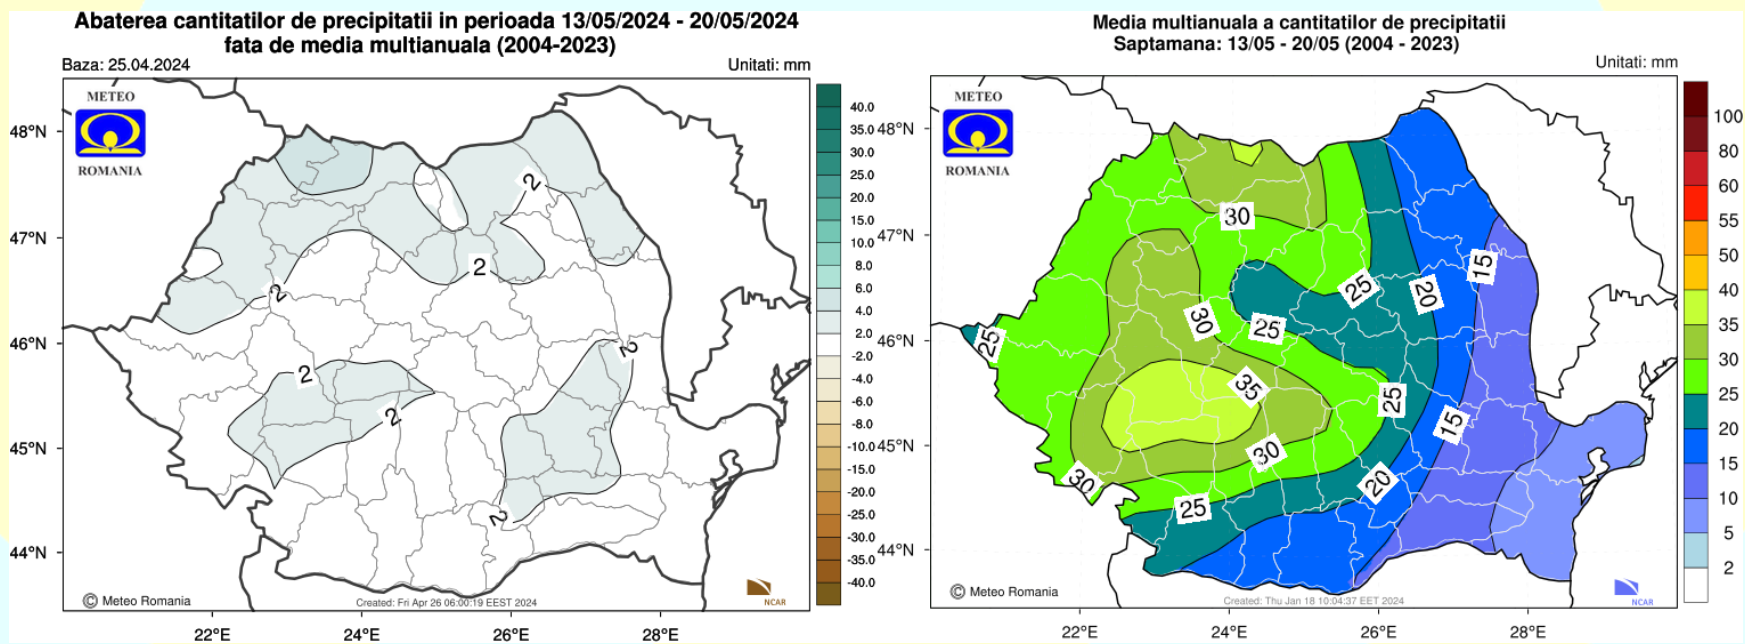 Abaterea cantitatilor de precipitatii in perioada 13/05/2024 - 20/05/2024
fata de media multianuala (2004-2023)
Baza: 25.04.2024
Unitati: mm
METEO
ROMANIA
48°N
47°N
46°N
45°N
44°N
2
2
2
2
2
2
2
40.0
35.0
30.0
25.0
20.0
15.0
10.0
8.0
6.0
4.0
2.0
-2.0
-4.0
-6.0
-8.0
-10.0
-15.0
-20.0
-25.0
-30.0
-35.0
-40.0
© Meteo Romania
Created: Fri Apr 26 06:00:19 EEST 2024
NCAR
22°E
24°E
26°E
28°E
Media multianuala a cantitatilor de precipitatii
Saptamana: 13/05 - 20/05 (2004 - 2023)
Unitati: mm
METEO
ROMANIA
48°N
47°N
46°N
45°N
44°N
30
15
25
20
30
25
25
35
25
15
30
30
20
25
100
80
60
55
50
40
35
30
25
20
15
10
5
2
© Meteo Romania
Created: Thu Jan 18 10:04:37 EET 2024
NCAR
22°E
24°E
26°E
28°E